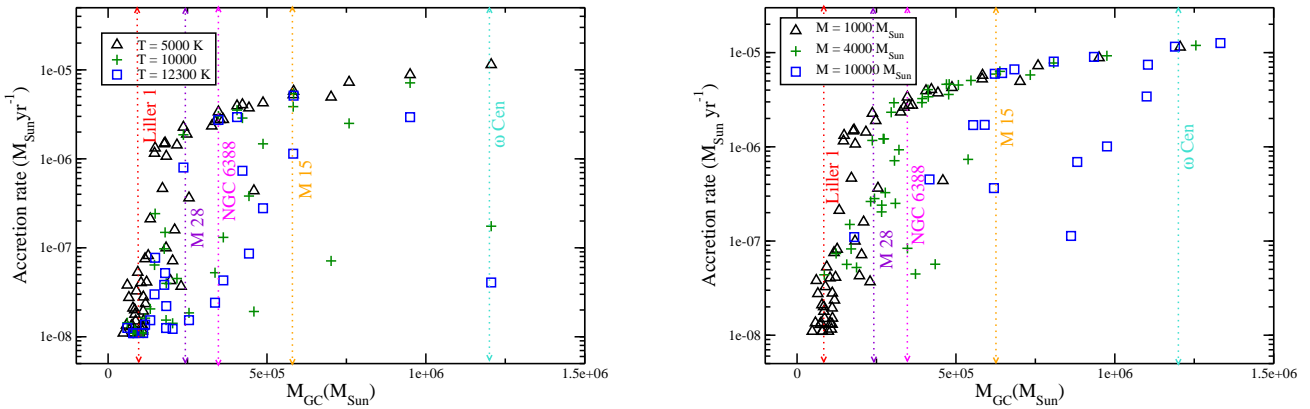 T = 5000 K
T = 10000
T = 12300 K
1e-05
1e-06
1e-07
1e-08
Accretion rate (M_Sun yr^-1)
Liller 1
M 28
NGC 6388
M 15
ω Cen
0
5e+05
1e+06
1.5e+06
M_GC(M_Sun)
M = 1000 M_Sun
M = 4000 M_Sun
M = 10000 M_Sun
1e-05
1e-06
1e-07
1e-08
Accretion rate (M_Sun yr^-1)
Liller 1
M 28
NGC 6388
M 15
ω Cen
0
5e+05
1e+06
1.5e+06
M_GC(M_Sun)